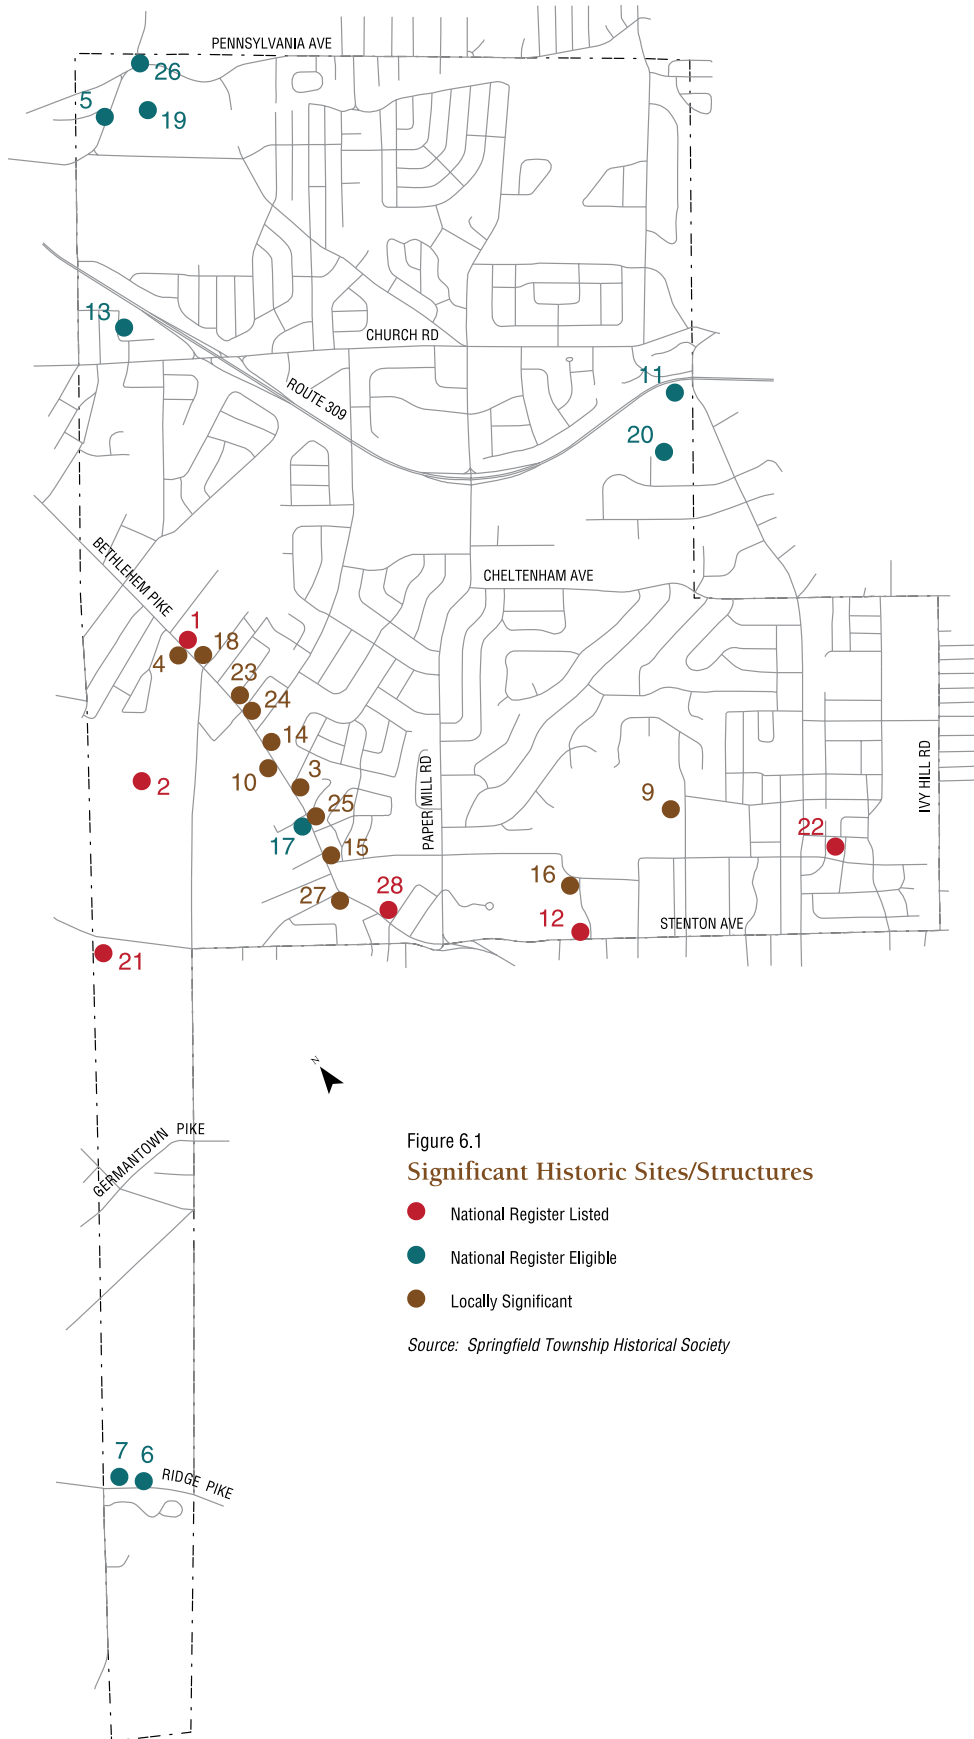 PENNSYLVANIA AVE
26
5
19
13
CHURCH RD
11
ROUTE 309
20
BETHLEHEM PIKE
CHELTENHAM AVE
1
18
4
23
24
14
10
3
2
PAPER MILL RD
IVY HILL RD
9
25
17
15
22
16
28
27
12
STENTON AVE
21
N
GERMANTOWN PIKE
Figure 6.1
Significant Historic Sites/Structures
National Register Listed
National Register Eligible
Locally Significant
Source: Springfield Township Historical Society
7
6
RIDGE PIKE